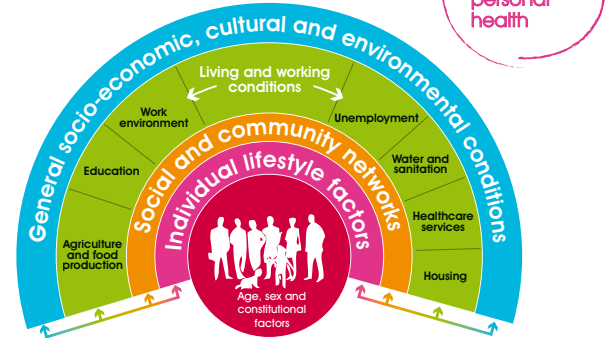 personal
health
General socio-economic, cultural and environmental conditions
Living and working
conditions
Work
environment
Unemployment
Education
Water and
sanitation
Agriculture
and food
production
Healthcare
services
Housing
Social and community networks
Individual lifestyle factors
Age, sex and
constitutional
factors